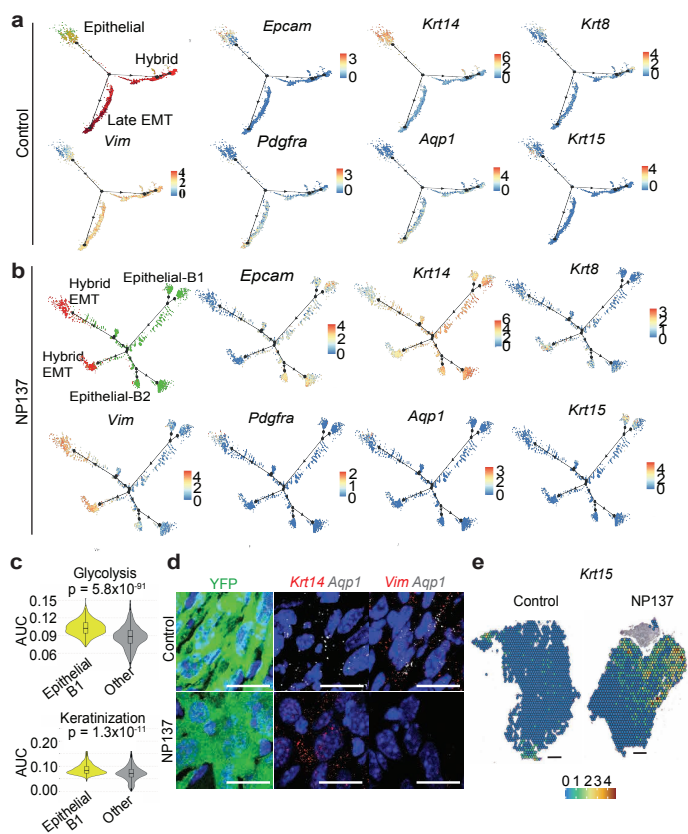 a
Control
Epithelial
Hybrid
Late EMT
Epcam
3
0
Krt14
6
2
0
Krt8
4
2
0
Vim
4
2
0
Pdgfra
3
0
Aqp1
4
0
Krt15
4
0
b
NP137
Hybrid
EMT
Epithelial-B1
Hybrid
EMT
Epithelial-B2
Epcam
4
2
0
Krt14
6
4
2
0
Krt8
3
2
1
0
Vim
4
2
0
Pdgfra
2
1
0
Aqp1
3
2
0
Krt15
4
2
0
c
Glycolysis
p = 5.8x10-91
AUC
0.15
0.12
0.09
0.06
Epithelial
B1
Other
Keratinization
p = 1.3x10-11
AUC
0.20
0.10
0.00
Epithelial
B1
Other
d
YFP
Krt14 Aqp1
Vim Aqp1
Control
NP137
e
Krt15
Control
NP137
0 1 2 3 4